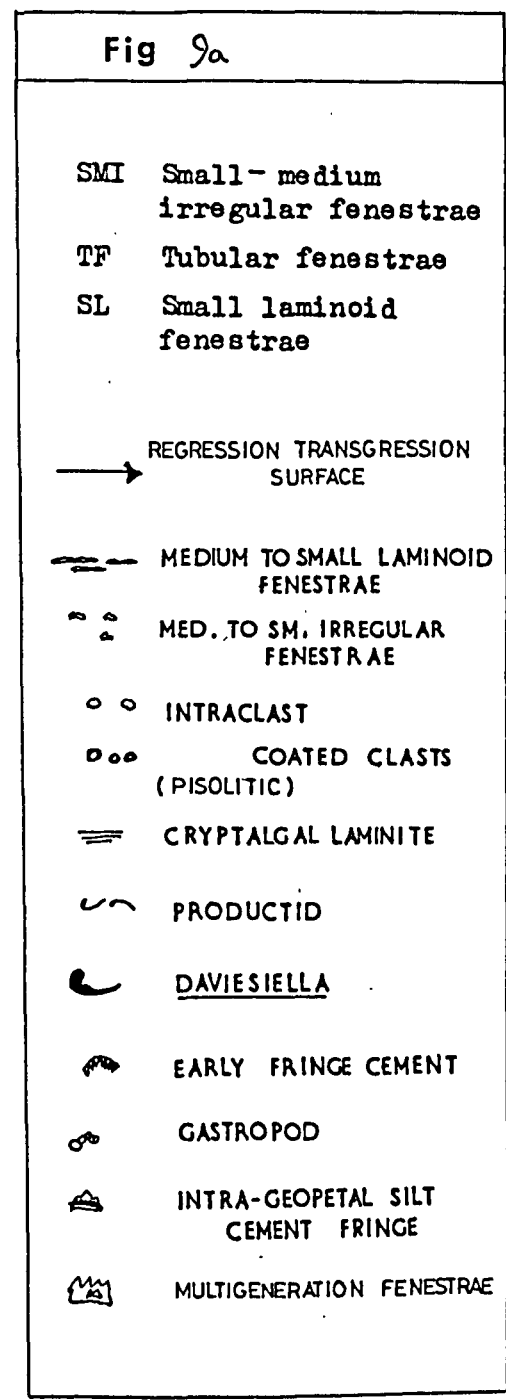 Fig 9a
SMI Small-medium
irregular fenestrae
TF Tubular fenestrae
SL Small laminoid
fenestrae
REGRESSION TRANSGRESSION
SURFACE
MEDIUM TO SMALL LAMINOID
FENESTRAE
MED. TO SM. IRREGULAR
FENESTRAE
INTRACLAST
COATED CLASTS
(PISOLITIC)
CRYPTALGAL LAMINITE
PRODUCTID
DAVIESIELLA
EARLY FRINGE CEMENT
GASTROPOD
INTRA-GEOPETAL SILT
CEMENT FRINGE
MULTIGENERATION FENESTRAE